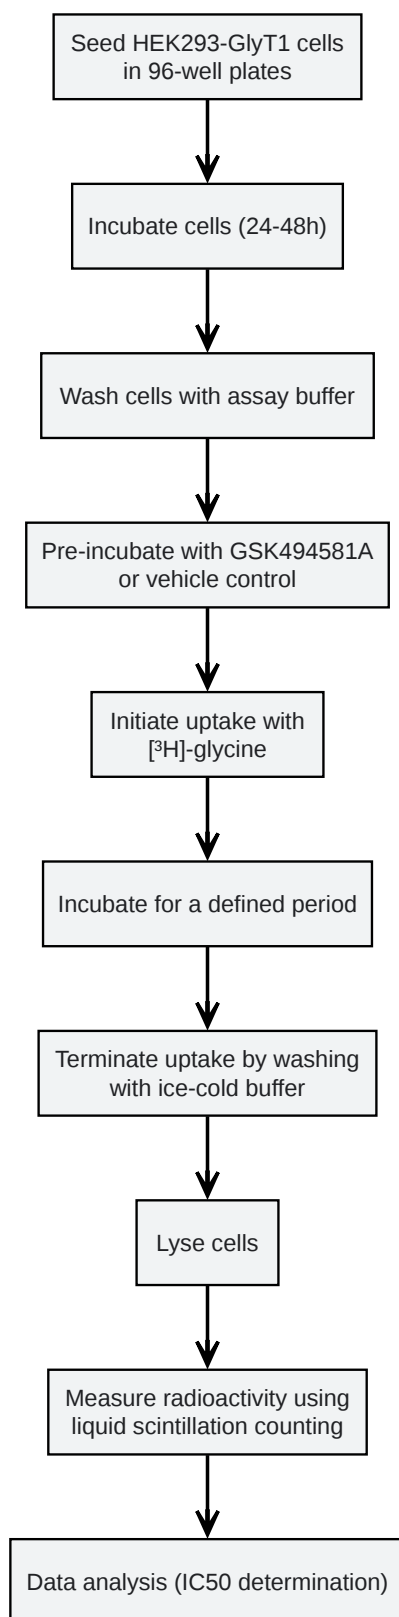 Seed HEK293-GlyT1 cells
in 96-well plates
Incubate cells (24-48h)
Wash cells with assay buffer
Pre-incubate with GSK494581A
or vehicle control
Initiate uptake with
[³H]-glycine
Incubate for a defined period
Terminate uptake by washing
with ice-cold buffer
Lyse cells
Measure radioactivity using
liquid scintillation counting
Data analysis (IC50 determination)